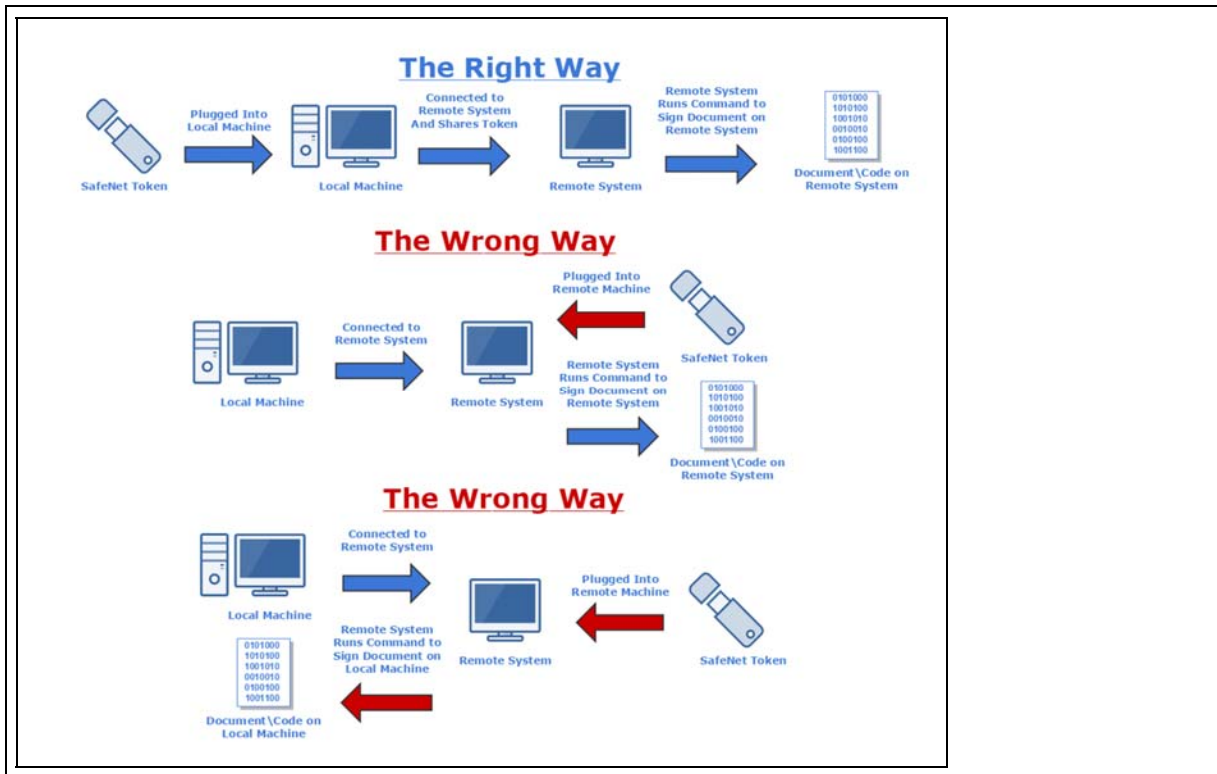 The Right Way
Plugged Into
Local Machine
Connected to
Remote System
And Shares Token
Remote System
Runs Command to
Sign Document on
Remote System
0101000
1010100
1001010
0010010
0100100
1001100
SafeNet Token
Local Machine
Remote System
Document\Code on
Remote System
The Wrong Way
Connected to
Remote System
Plugged Into
Remote Machine
SafeNet Token
Local Machine
Remote System
Remote System
Runs Command to
Sign Document on
Remote System
0101000
1010100
1001010
0010010
0100100
1001100
Document\Code on
Remote System
The Wrong Way
Connected to
Remote System
Plugged Into
Remote Machine
Local Machine
Remote System
SafeNet Token
Remote System
Runs Command to
Sign Document on
Local Machine
0101000
1010100
1001010
0010010
0100100
1001100
Document\Code on
Local Machine